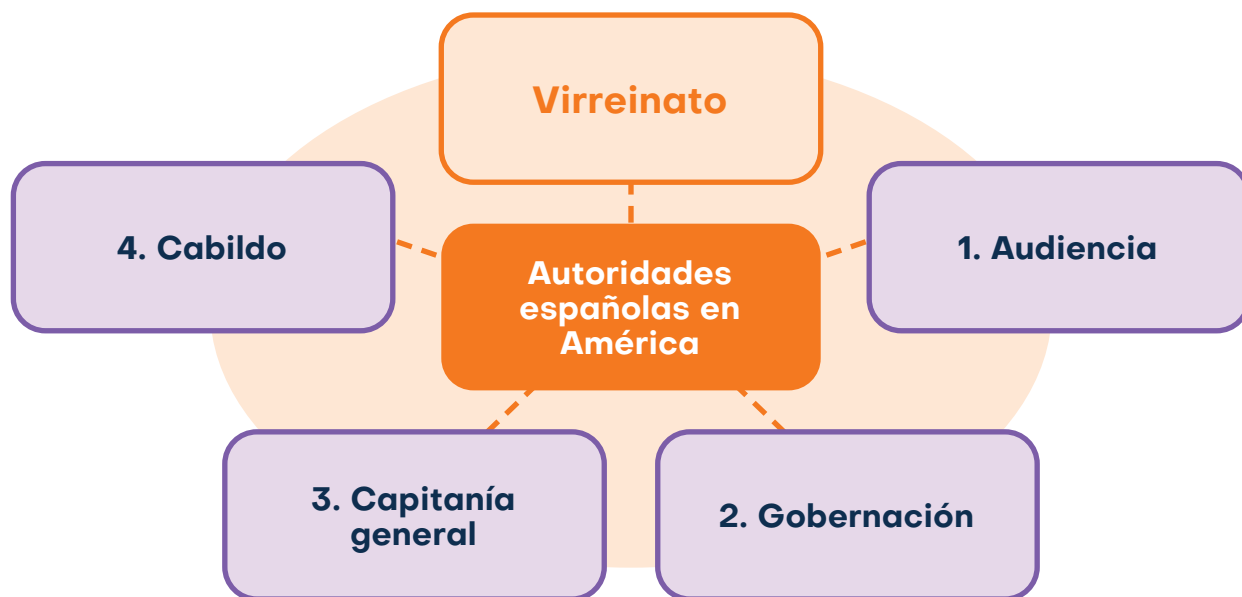 Virreinato
4. Cabildo
1. Audiencia
Autoridades
españolas en
América
3. Capitanía
general
2. Gobernación